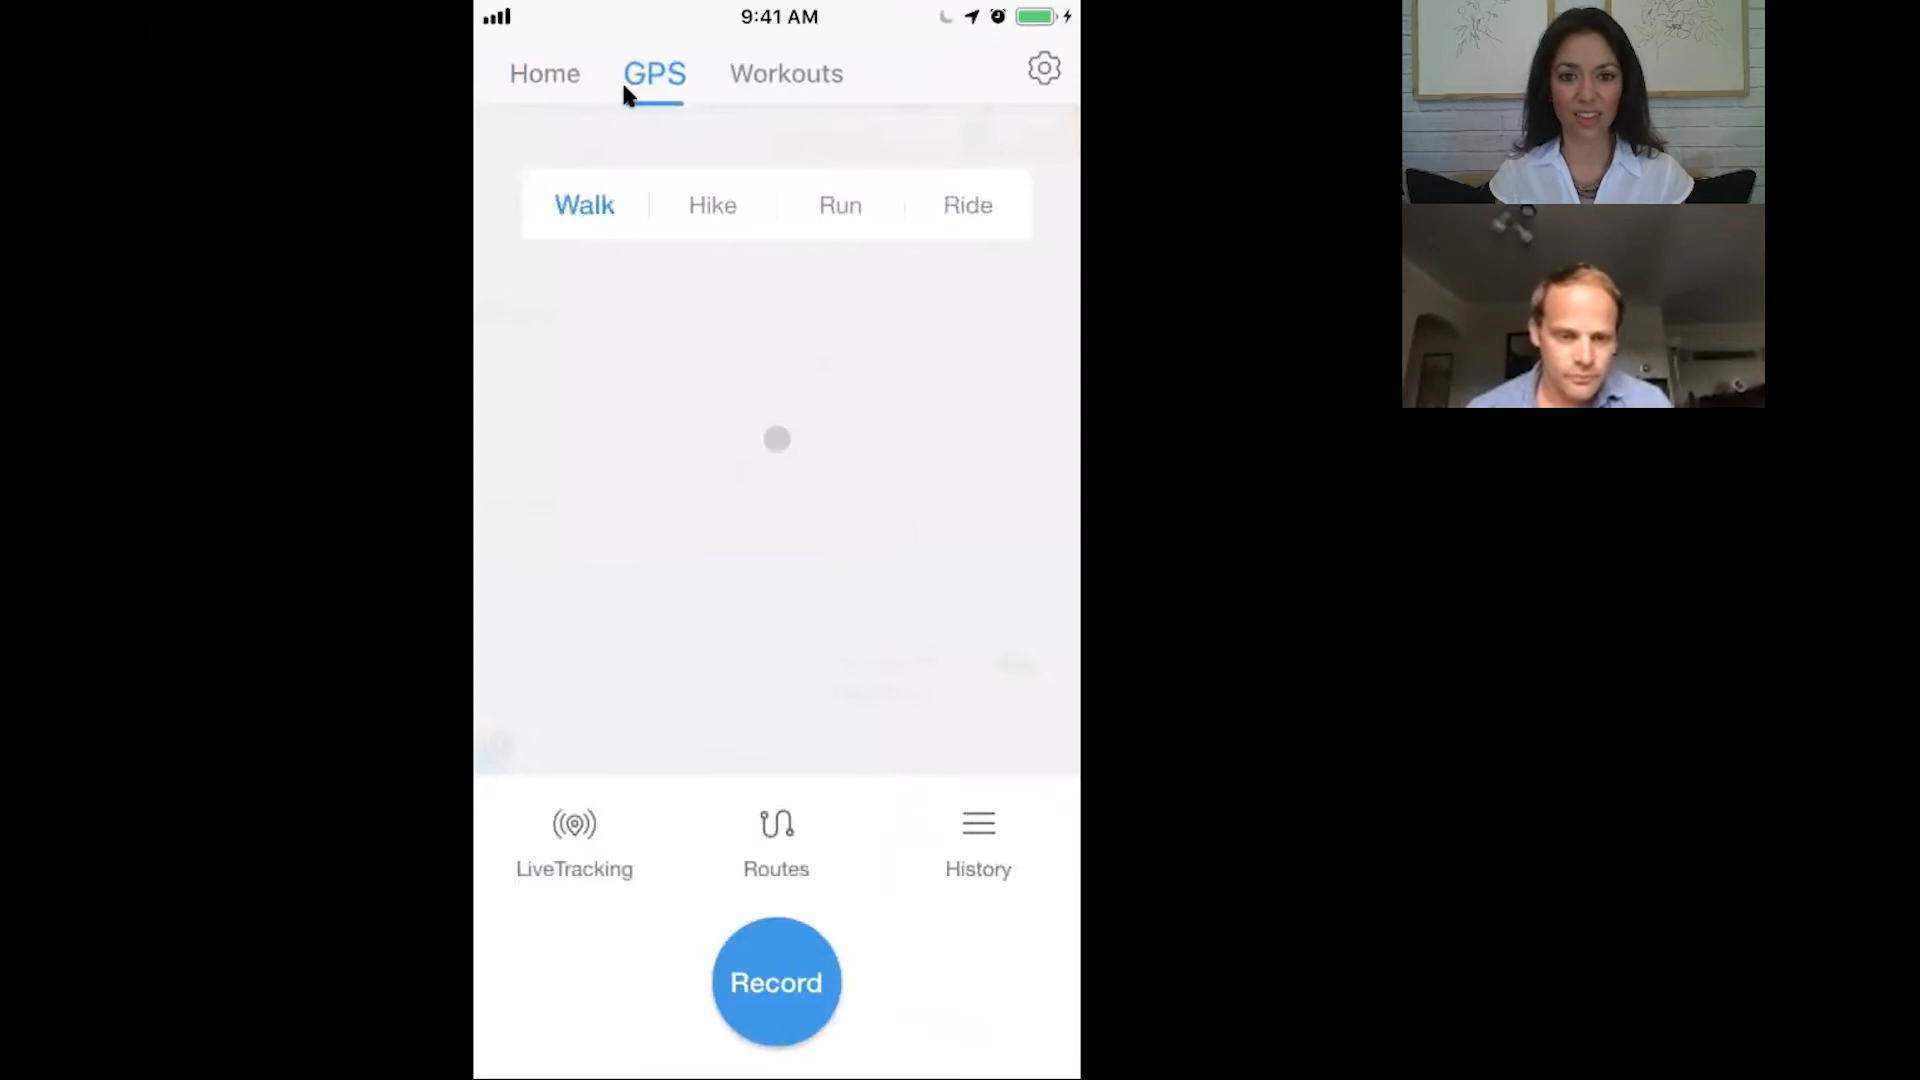 9:41 AM
Home GPS Workouts
Walk Hike Run Ride
LiveTracking Routes History
Record